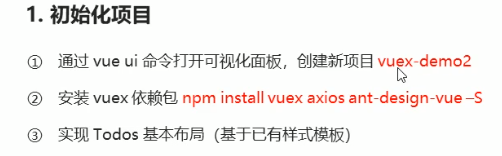 1. 初始化项目
① 通过 vue ui 命令打开可视化面板，创建新项目 vuex-demo2
② 安装 vuex 依赖包 npm install vuex axios ant-design-vue –S
③ 实现 Todos 基本布局（基于已有样式模板）